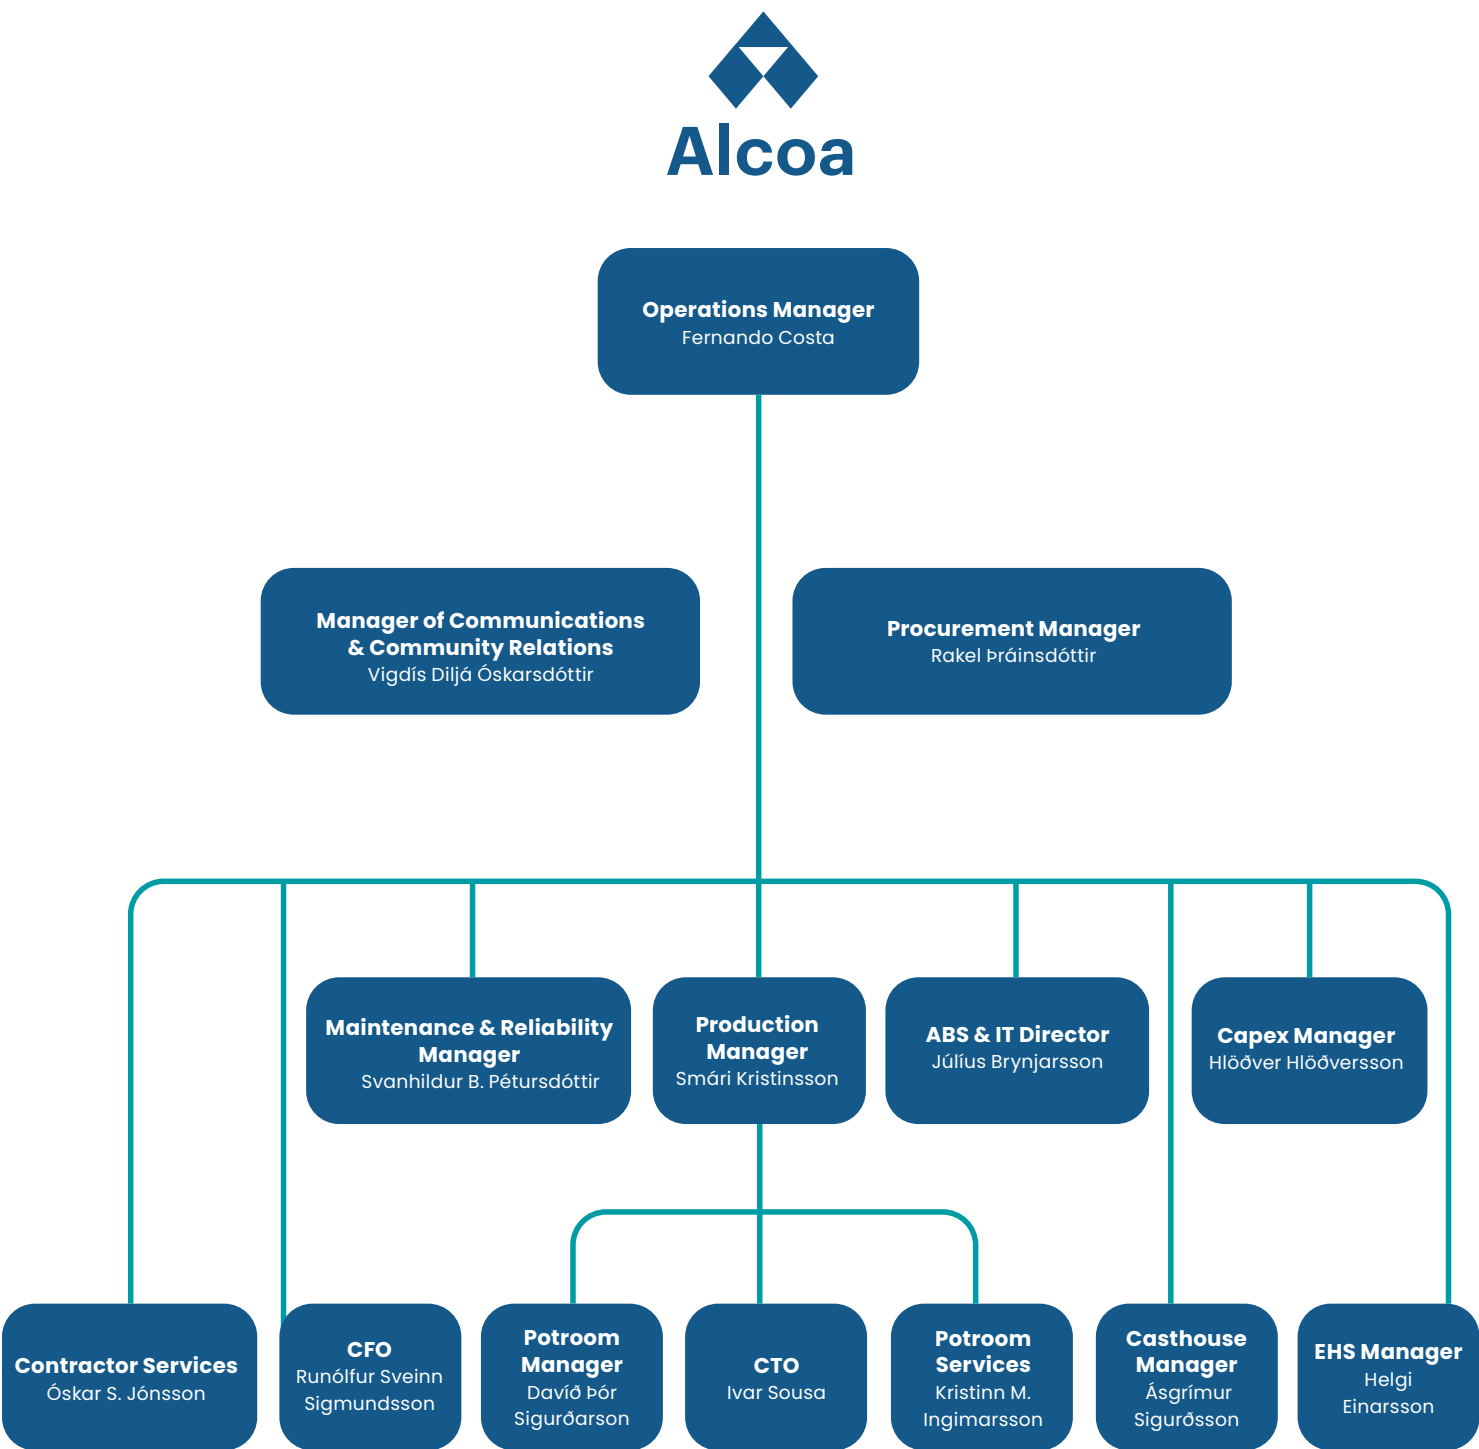 Alcoa
Operations Manager
Fernando Costa
Manager of Communications
& Community Relations
Vigdís Diljá Óskarsdóttir
Procurement Manager
Rakel Þráinsdóttir
Maintenance & Reliability
Manager
Svanhildur B. Pétursdóttir
Production
Manager
Smári Kristinsson
ABS & IT Director
Júlíus Brynjarsson
Capex Manager
Hlöðver Hlöðversson
Contractor Services
Óskar S. Jónsson
CFO
Runólfur Sveinn
Sigmundsson
Potroom
Manager
Davíð Þór
Sigurðarson
CTO
Ivar Sousa
Potroom
Services
Kristinn M.
Ingimarsson
Casthouse
Manager
Ásgrímur
Sigurðsson
EHS Manager
Helgi
Einarsson